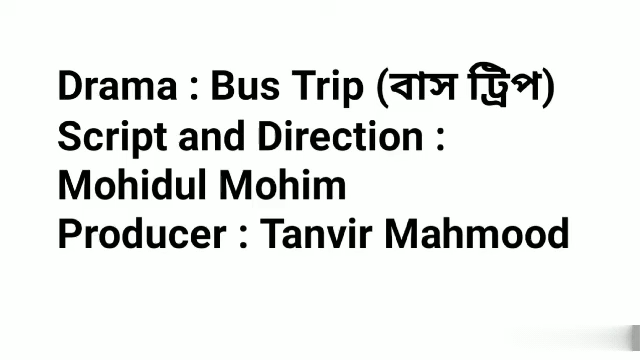 Drama : Bus Trip (বাস ট্রিপ)
Script and Direction :
Mohidul Mohim
Producer : Tanvir Mahmood